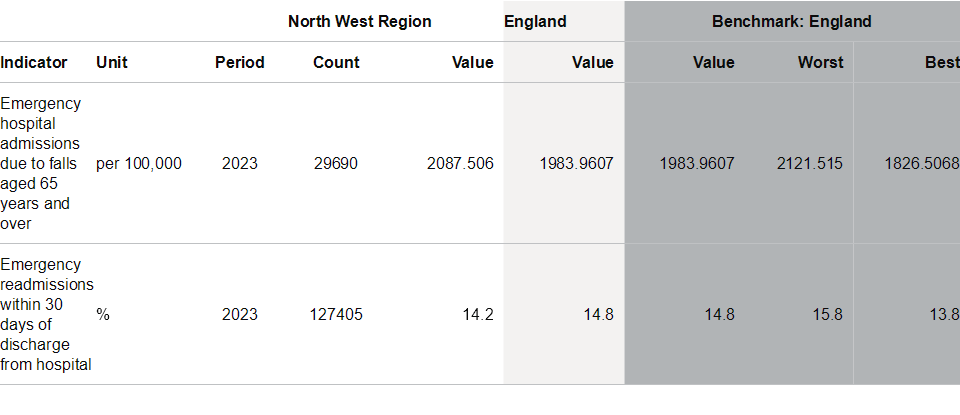 North West Region England Benchmark: England
Indicator Unit Period Count Value Value Value Worst Best
Emergency
hospital
admissions
due to falls
aged 65
years and
over
per 100,000 2023 29690 2087.506 1983.9607 1983.9607 2121.515 1826.5068
Emergency
readmissions
within 30
days of
discharge
from hospital
% 2023 127405 14.2 14.8 14.8 15.8 13.8